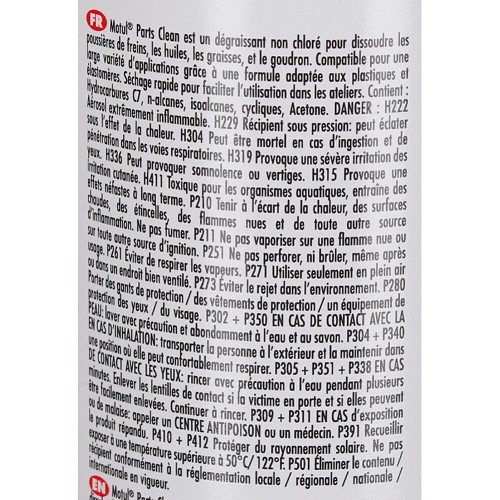 FR Motul® Parts Clean est un dégraissant non chloré pour dissoudre les
poussières de freins, les huiles, les graisses, et le goudron. Compatible pour une
large variété d'applications grâce à une formule adaptée aux plastiques et
élastomères. Séchage rapide pour faciliter l'utilisation dans les ateliers. Contient :
Hydrocarbures C7, n-alcanes, isoalcanes, cycliques, Acetone. DANGER : H222
Aérosol extrêmement inflammable. H229 Récipient sous pression: peut éclater
sous l'effet de la chaleur. H304 Peut être mortel en cas d'ingestion et de
pénétration dans les voies respiratoires. H319 Provoque une sévère irritation des
yeux. H336 Peut provoquer somnolence ou vertiges. H315 Provoque une
irritation cutanée. H411 Toxique pour les organismes aquatiques, entraîne des
effets néfastes à long terme. P210 Tenir à l'écart de la chaleur, des surfaces
chaudes, des étincelles, des flammes nues et de toute autre source
d'inflammation. Ne pas fumer. P211 Ne pas vaporiser sur une flamme nue ou
sur toute autre source d'ignition. P251 Ne pas perforer, ni brûler, même après
usage. P261 Éviter de respirer les vapeurs. P271 Utiliser seulement en plein air
ou dans un endroit bien ventilé. P273 Éviter le rejet dans l'environnement. P280
Porter des gants de protection / des vêtements de protection / un équipement de
protection des yeux / du visage. P302 + P350 EN CAS DE CONTACT AVEC LA
PEAU: laver avec précaution et abondamment à l'eau et au savon. P304 + P340
EN CAS D'INHALATION: transporter la personne à l'extérieur et la maintenir dans
une position où elle peut confortablement respirer. P305 + P351 + P338 EN CAS
DE CONTACT AVEC LES YEUX: rincer avec précaution à l'eau pendant plusieurs
minutes. Enlever les lentilles de contact si la victime en porte et si elles peuvent
être facilement enlevées. Continuer à rincer. P309 + P311 EN CAS d'exposition
ou de malaise: appeler un CENTRE ANTIPOISON ou un médecin. P391 Recueillir
le produit répandu. P410 + P412 Protéger du rayonnement solaire. Ne pas
exposer à une température supérieure à 50°C/ 122°F. P501 Éliminer le contenu /
récipient conformément à la réglementation locale / régionale / nationale /
internationale en vigueur.
EN Motul® Parts Clean